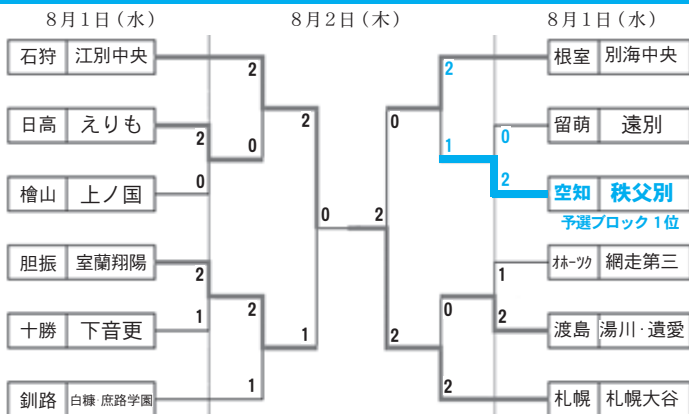 8月1日(水) 8月2日(木) 8月1日(水)
石狩 江別中央 2 2 根室 別海中央
日高 えりも 2 0 2 0 1 0 留萌 遠別
檜山 上ノ国 0 2 空知 秩父別
予選ブロック 1位
0 2
胆振 室蘭翔陽 2 1 オホーツク 網走第三
十勝 下音更 1 2 1 2 0 2 渡島 湯川·遺愛
釧路 白糠·庶路学園 1 2 札幌 札幌大谷